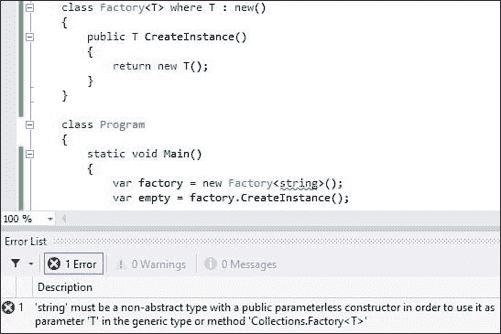 class Factory<T> where T : new()
{
public T CreateInstance()
{
return new T();
}
}
class Program
{
static void Main()
{
var factory = new Factory<string>();
var empty = factory.CreateInstance();
100 %
Error List
1 Error
0 Warnings
0 Messages
Description
1 'string' must be a non-abstract type with a public parameterless constructor in order to use it as
parameter 'T' in the generic type or method 'Collections.Factory<T>'